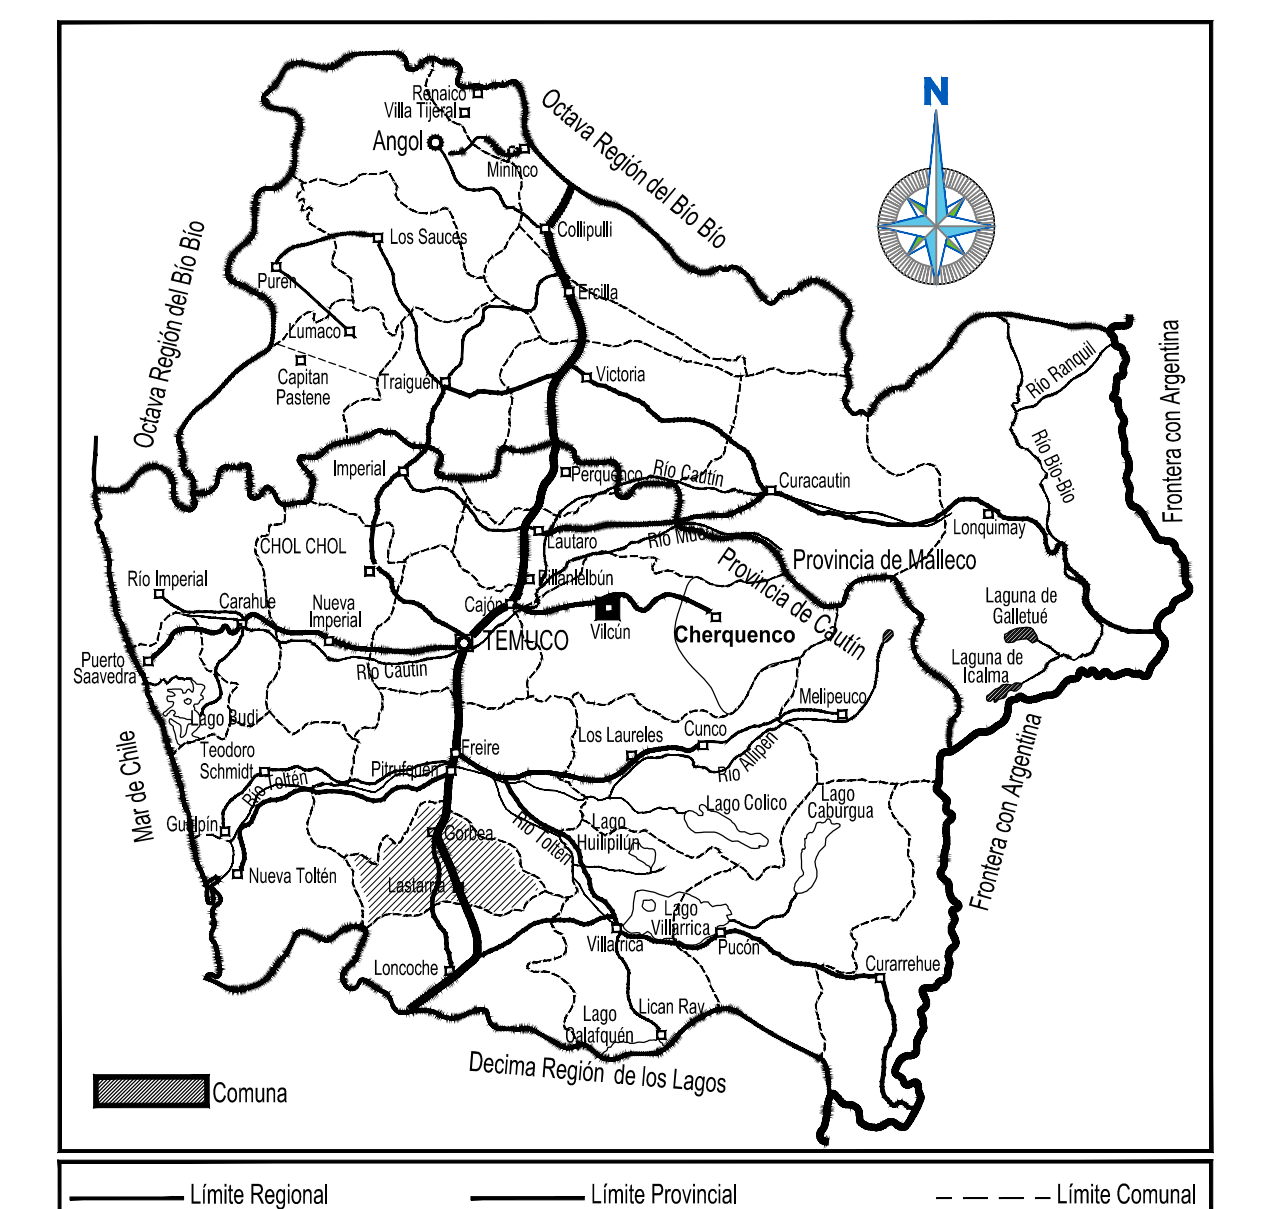 N
Renaico
Villa Tijeral
Angol
Mininco
Octava Región del Bío Bío
Octava Región del Bío Bío
Collipulli
Los Sauces
Puren
Ercilla
Lumaco
Capitan
Pastene
Traiguén
Victoria
Río Ranquil
Frontera con Argentina
Río Bío-Bío
Imperial
Perquenco
Río Cautín
Curacautin
Lonquimay
CHOL CHOL
Lautaro
Río Muco
Provincia de Malleco
Provincia de Cautín
Pillanlelbún
Río Imperial
Carahue
Nueva
Imperial
Cajón
Vilcún
Cherquenco
Laguna de
Galletué
Laguna de
Icalma
TEMUCO
Puerto
Saavedra
Río Cautín
Lago Budi
Melipeuco
Mar de Chile
Teodoro
Schmidt
Freire
Pitrufquén
Los Laureles
Cunco
Río Allipén
Río Toltén
Frontera con Argentina
Lago Colico
Lago
Caburgua
Gualpín
Gorbea
Río Toltén
Lago
Huilipilún
Nueva Toltén
Lastarria
Lago
Villarrica
Villarrica
Pucón
Loncoche
Curarrehue
Lican Ray
Lago
Calafquén
Decima Región de los Lagos
Comuna
Límite Regional
Límite Provincial
Límite Comunal